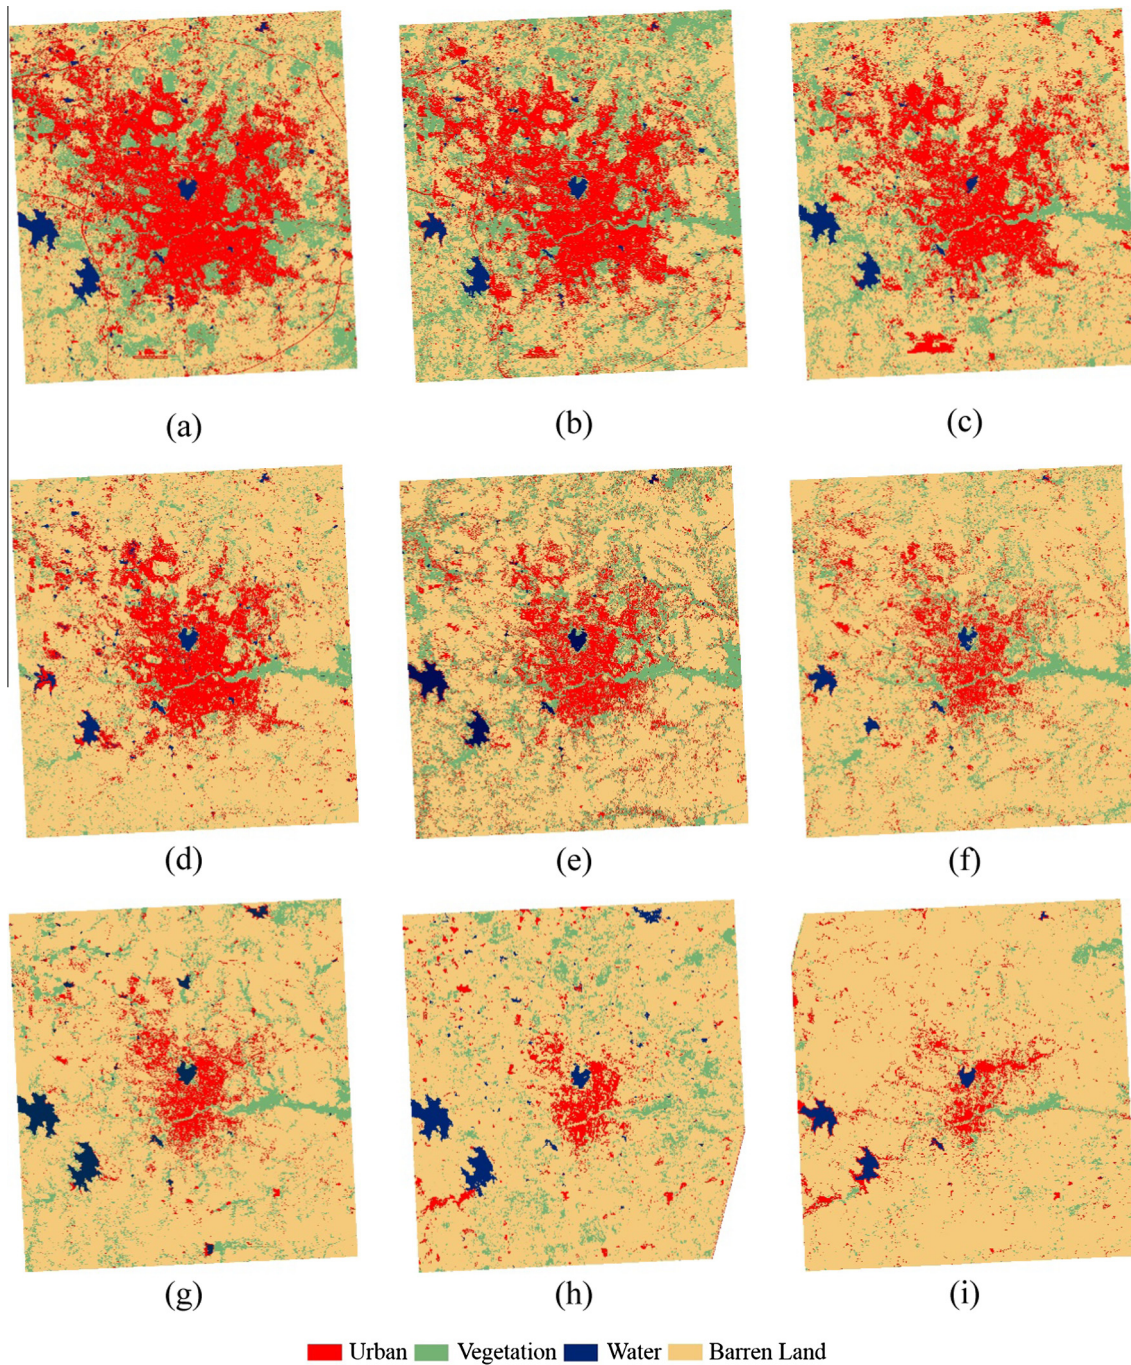 (a)
(b)
(c)
(d)
(e)
(f)
(g)
(h)
(i)
Urban Vegetation Water Barren Land